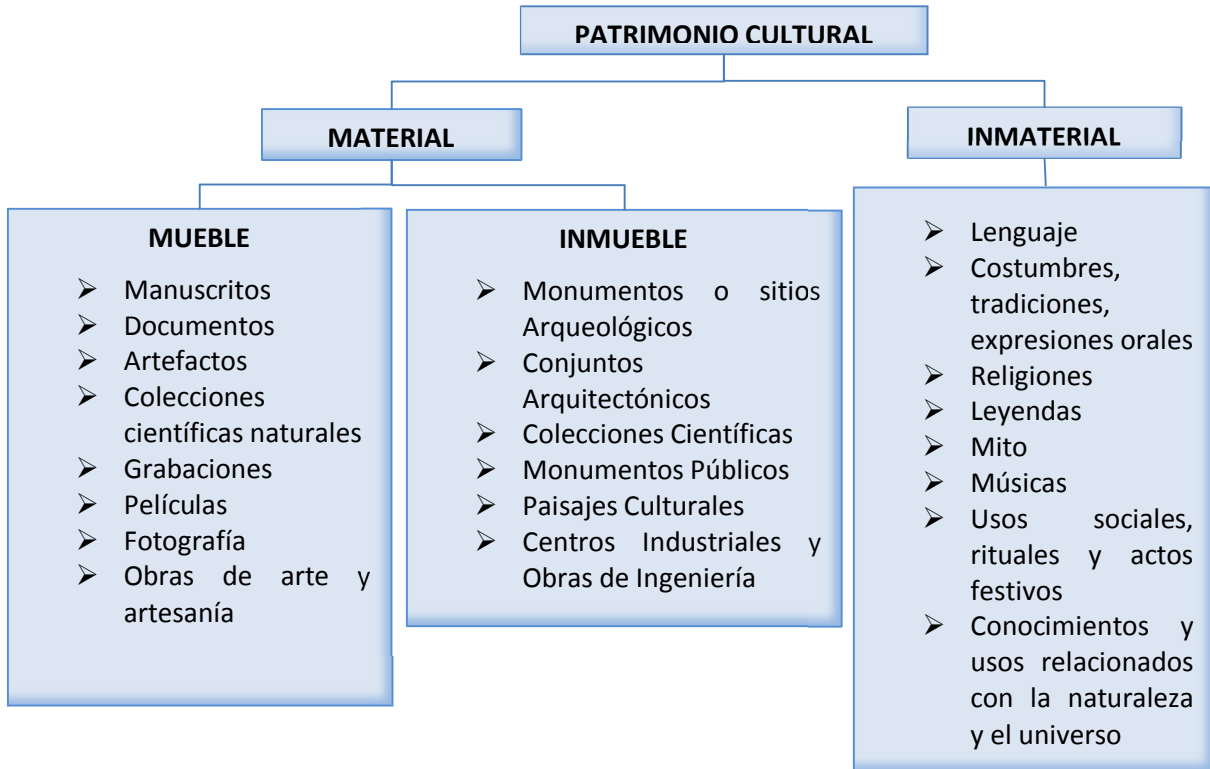 PATRIMONIO CULTURAL
MATERIAL
INMATERIAL
MUEBLE
➢ Manuscritos
➢ Documentos
➢ Artefactos
➢ Colecciones
científicas naturales
➢ Grabaciones
➢ Películas
➢ Fotografía
➢ Obras de arte y
artesanía
INMUEBLE
➢ Monumentos o sitios
Arqueológicos
➢ Conjuntos
Arquitectónicos
➢ Colecciones Científicas
➢ Monumentos Públicos
➢ Paisajes Culturales
➢ Centros Industriales y
Obras de Ingeniería
➢ Lenguaje
➢ Costumbres,
tradiciones,
expresiones orales
➢ Religiones
➢ Leyendas
➢ Mito
➢ Músicas
➢ Usos sociales,
rituales y actos
festivos
➢ Conocimientos y
usos relacionados
con la naturaleza
y el universo